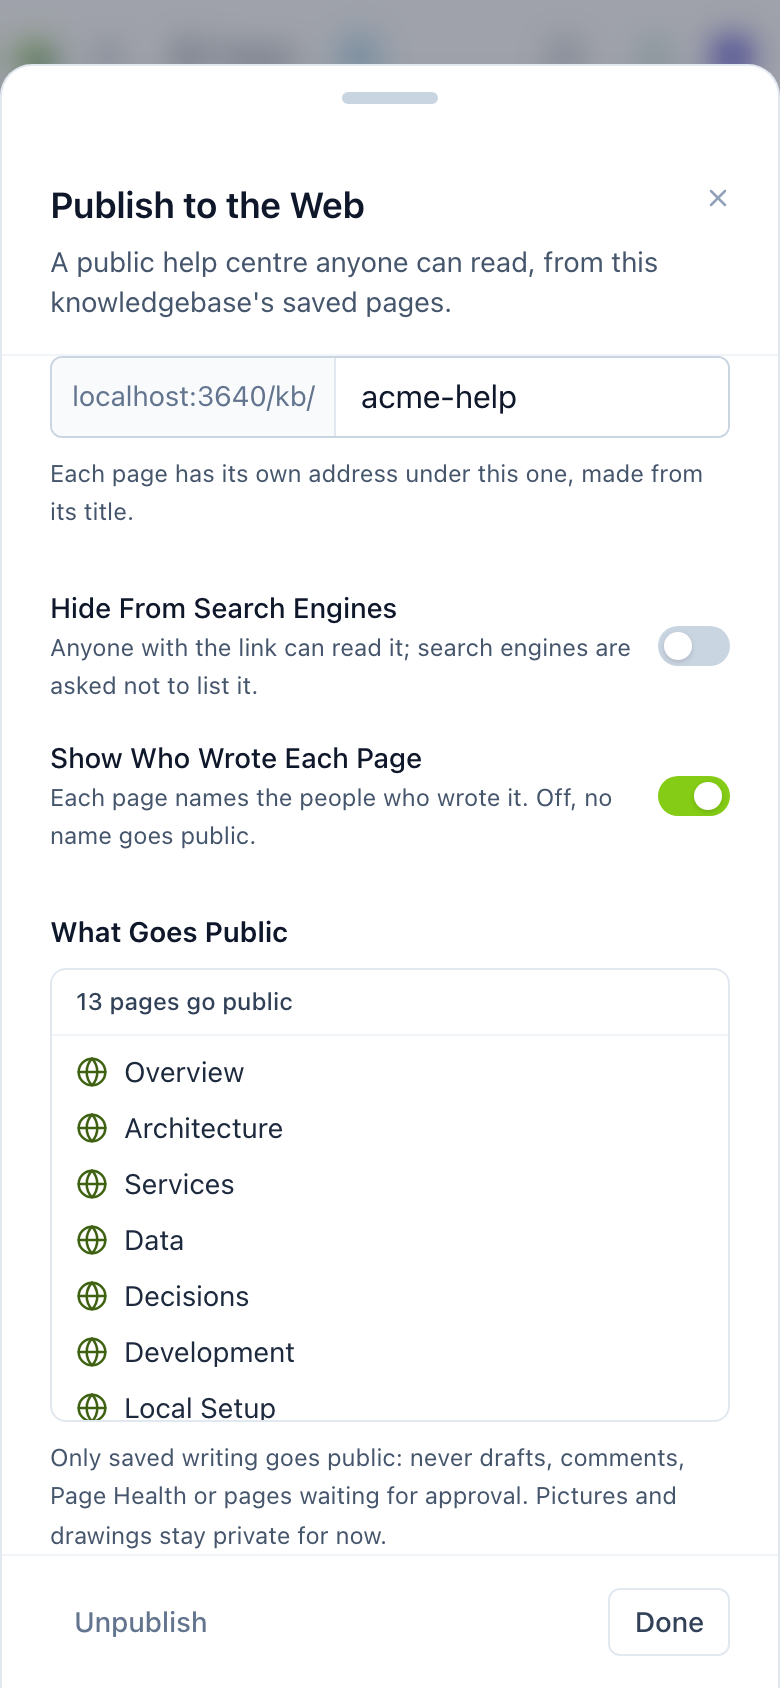 Publish to the Web
A public help centre anyone can read, from this
knowledgebase's saved pages.
localhost:3640/kb/ acme-help
Each page has its own address under this one, made from
its title.
Hide From Search Engines
Anyone with the link can read it; search engines are
asked not to list it.
Show Who Wrote Each Page
Each page names the people who wrote it. Off, no
name goes public.
What Goes Public
13 pages go public
Overview
Architecture
Services
Data
Decisions
Development
Local Setup
Only saved writing goes public: never drafts, comments,
Page Health or pages waiting for approval. Pictures and
drawings stay private for now.
Unpublish
Done